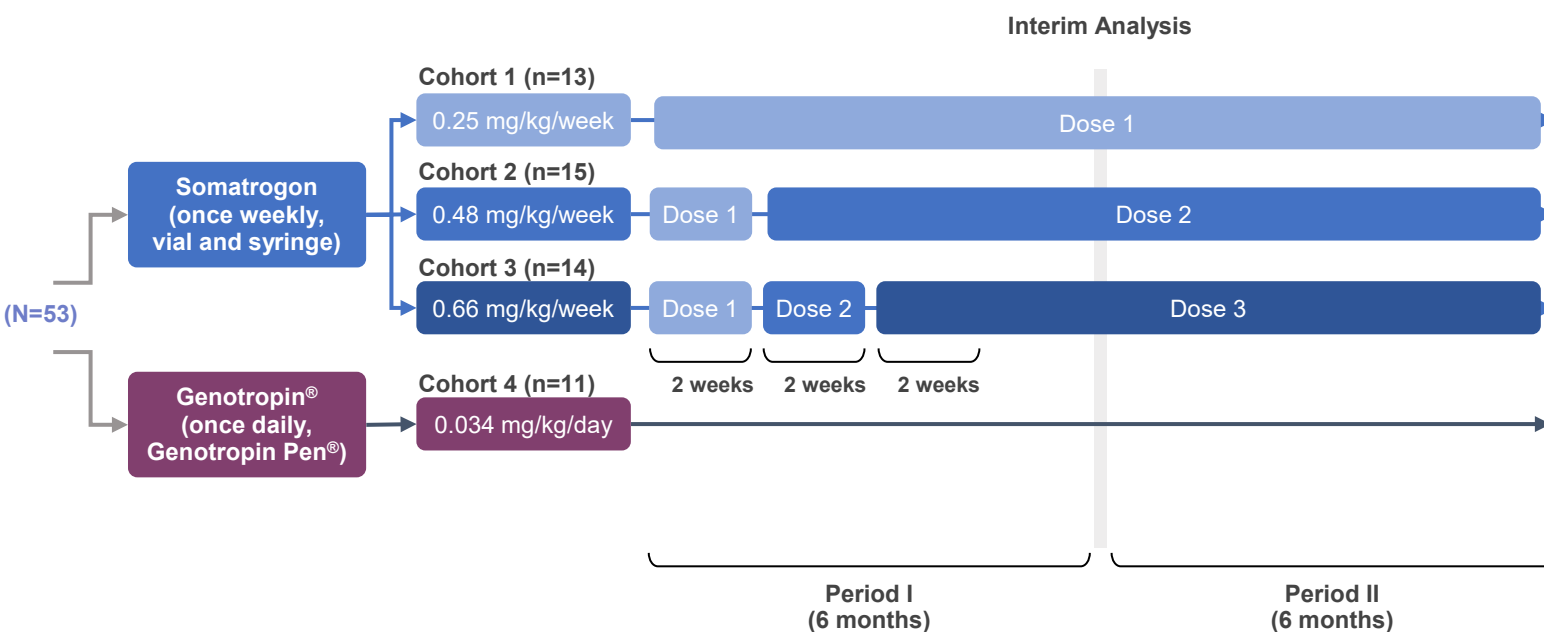 Interim Analysis
Cohort 1 (n=13)
0.25 mg/kg/week
Dose 1
Cohort 2 (n=15)
Somatrogon
(once weekly,
vial and syringe)
0.48 mg/kg/week
Dose 1
Dose 2
Cohort 3 (n=14)
0.66 mg/kg/week
Dose 1
Dose 2
Dose 3
(N=53)
2 weeks
2 weeks
2 weeks
Cohort 4 (n=11)
Genotropin®
(once daily,
Genotropin Pen®)
0.034 mg/kg/day
Period I
(6 months)
Period II
(6 months)